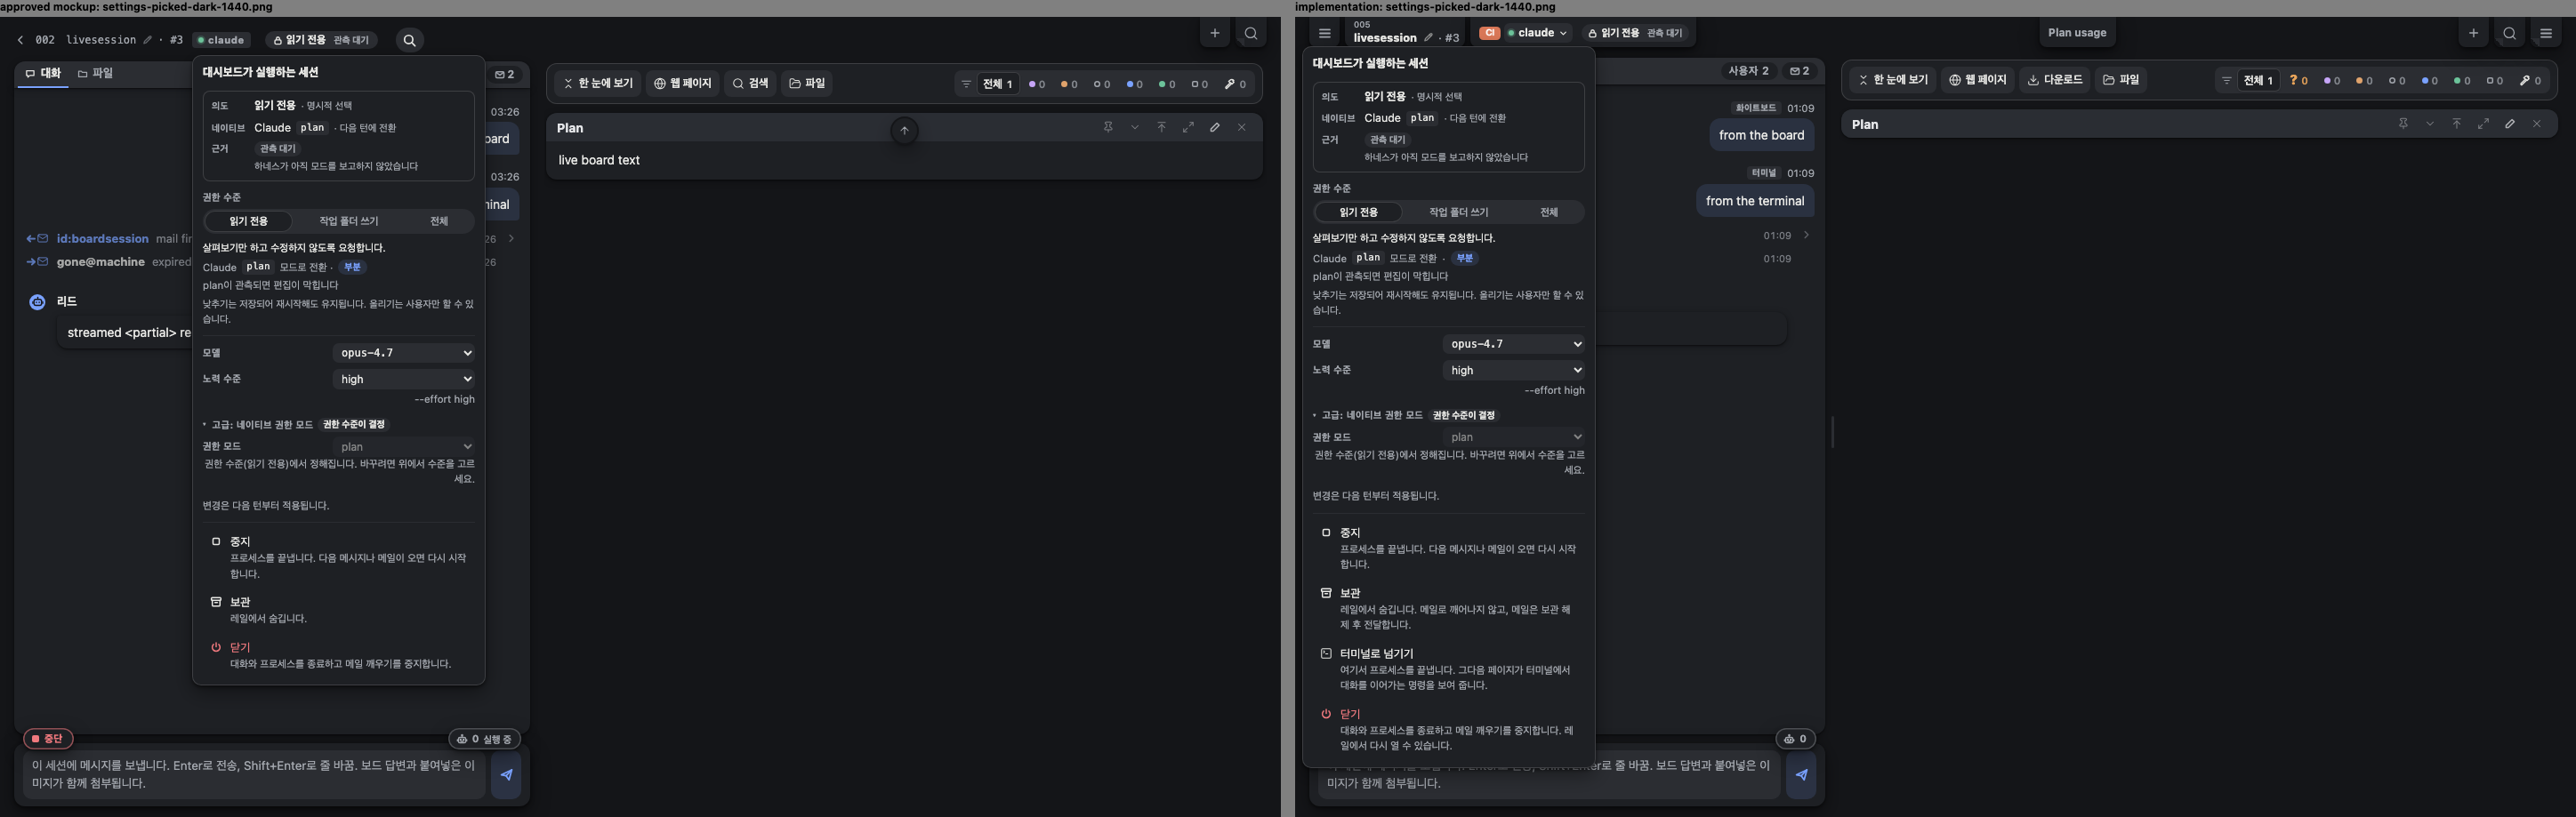 approved mockup: settings-picked-dark-1440.png
002 livesession · #3 claude 읽기 전용 관측 대기
대화 파일 2
대시보드가 실행하는 세션
의도 읽기 전용 · 명시적 선택
네이티브 Claude plan · 다음 턴에 전환
근거 관측 대기
하네스가 아직 모드를 보고하지 않았습니다
권한 수준
읽기 전용 작업 폴더 쓰기 전체
살펴보기만 하고 수정하지 않도록 요청합니다.
Claude plan 모드로 전환 · 부분
plan이 관측되면 편집이 막힙니다
낮추기는 저장되어 재시작해도 유지됩니다. 올리기는 사용자만 할 수 있
습니다.
모델 opus-4.7
노력 수준 high
--effort high
고급: 네이티브 권한 모드 권한 수준이 결정
권한 모드 plan
권한 수준(읽기 전용)에서 정해집니다. 바꾸려면 위에서 수준을 고르
세요.
변경은 다음 턴부터 적용됩니다.
중지
프로세스를 끝냅니다. 다음 메시지나 메일이 오면 다시 시작
합니다.
보관
레일에서 숨깁니다.
닫기
대화와 프로세스를 종료하고 메일 깨우기를 중지합니다.
03:26
oard
03:26
ninal
id:boardsession mail fir 26
gone@machine expired 26
리드
streamed <partial> re
중단
0 실행 중
이 세션에 메시지를 보냅니다. Enter로 전송, Shift+Enter로 줄 바꿈. 보드 답변과 붙여넣은 이
미지가 함께 첨부됩니다.
한 눈에 보기 웹 페이지 검색 파일
전체 1 0 0 0 0 0 0 0
Plan
live board text
implementation: settings-picked-dark-1440.png
005
livesession · #3 Cl claude 읽기 전용 관측 대기
Plan usage
대시보드가 실행하는 세션
의도 읽기 전용 · 명시적 선택
네이티브 Claude plan · 다음 턴에 전환
근거 관측 대기
하네스가 아직 모드를 보고하지 않았습니다
권한 수준
읽기 전용 작업 폴더 쓰기 전체
살펴보기만 하고 수정하지 않도록 요청합니다.
Claude plan 모드로 전환 · 부분
plan이 관측되면 편집이 막힙니다
낮추기는 저장되어 재시작해도 유지됩니다. 올리기는 사용자만 할 수 있
습니다.
모델 opus-4.7
노력 수준 high
--effort high
고급: 네이티브 권한 모드 권한 수준이 결정
권한 모드 plan
권한 수준(읽기 전용)에서 정해집니다. 바꾸려면 위에서 수준을 고르
세요.
변경은 다음 턴부터 적용됩니다.
중지
프로세스를 끝냅니다. 다음 메시지나 메일이 오면 다시 시작
합니다.
보관
레일에서 숨깁니다. 메일로 깨어나지 않고, 메일은 보관 해
제 후 전달합니다.
터미널로 넘기기
여기서 프로세스를 끝냅니다. 그다음 페이지가 터미널에서
대화를 이어가는 명령을 보여 줍니다.
닫기
대화와 프로세스를 종료하고 메일 깨우기를 중지합니다. 레
일에서 다시 열 수 있습니다.
사용자 2 2
화이트보드 01:09
from the board
터미널 01:09
from the terminal
01:09
01:09
0
로 줄 바꿈. 보드 답변과 붙여넣은 이
미지가 함께 첨부됩니다.
한 눈에 보기 웹 페이지 다운로드 파일
전체 1 ? 0 0 0 0 0 0 0 0
Plan